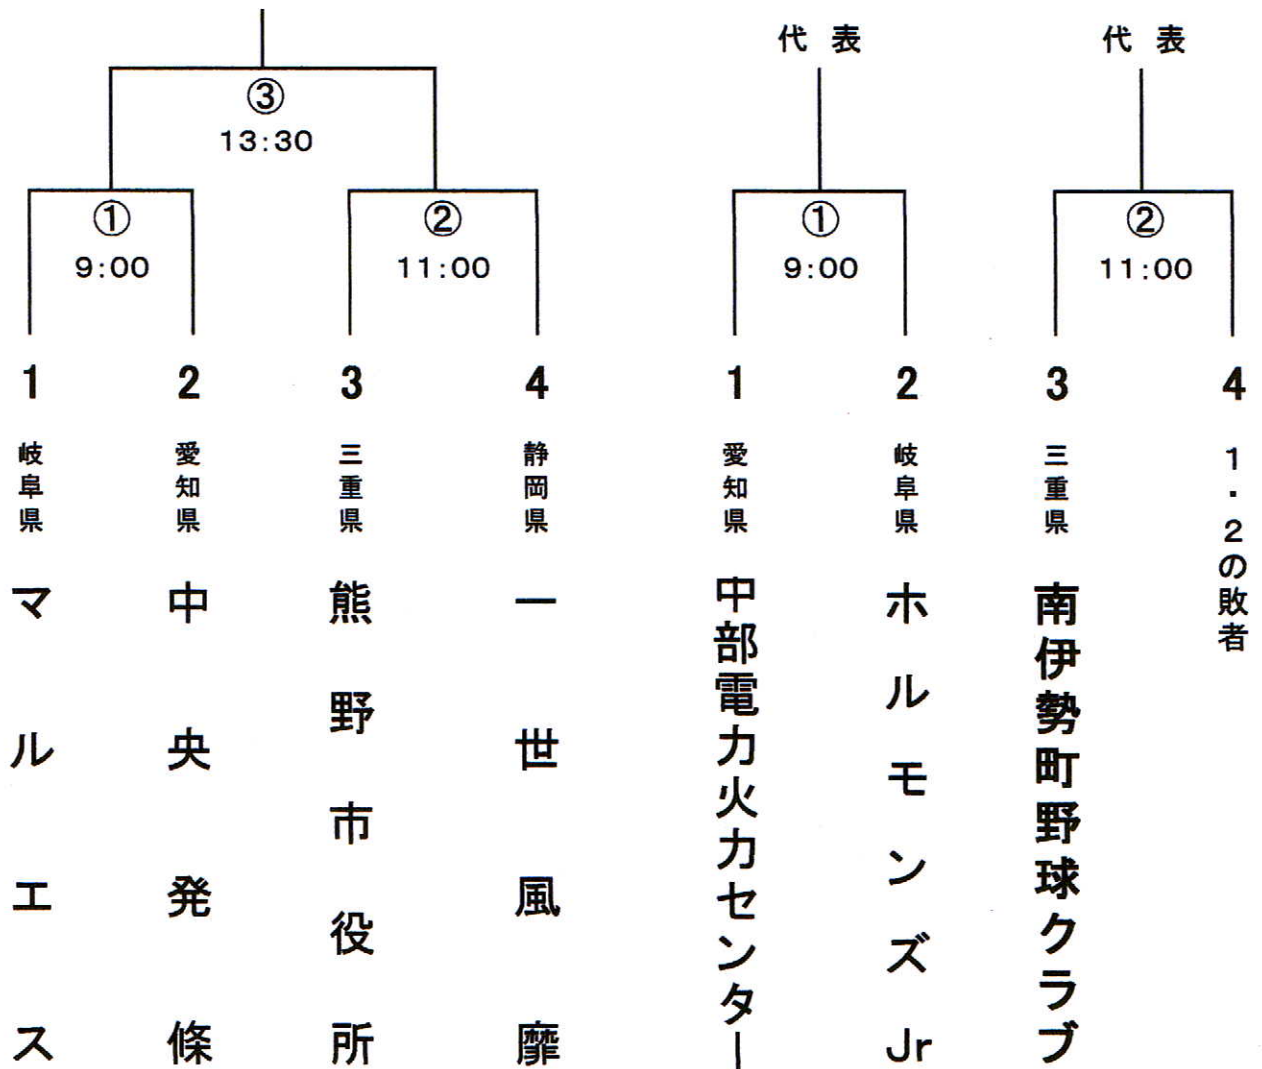 代表
代表
③
13:30
①
9:00
②
11:00
①
9:00
②
11:00
1
2
3
4
1
2
3
4
岐阜県
愛知県
三重県
静岡県
愛知県
岐阜県
三重県
1・2の敗者
マルエス
中央発條
熊野市役所
一世風靡
中部電力火力センター
ホルモンズJr
南伊勢町野球クラブ